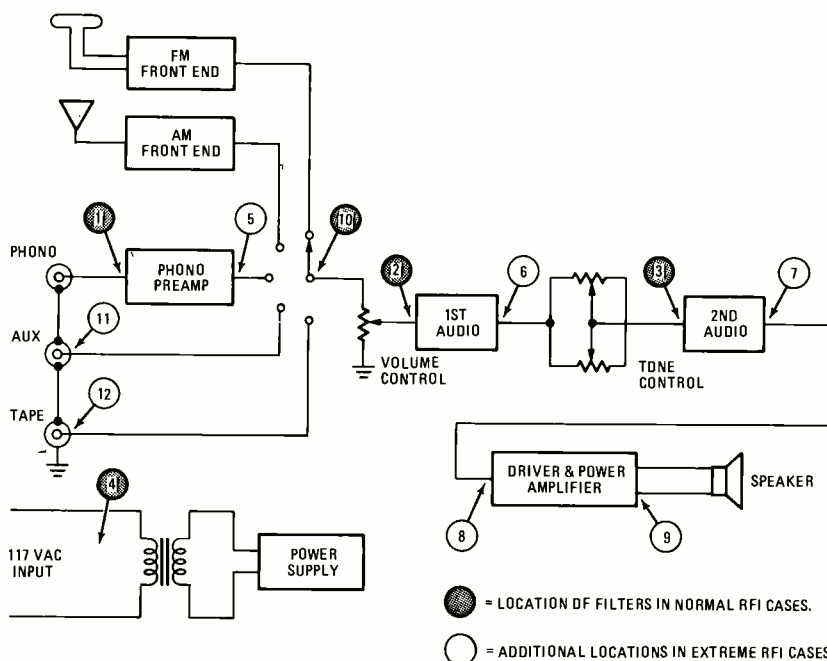 FM
FRONT END
AM
FRONT END
1
5
10
PHONO
PHONO
PREAMP
2
6
3
7
AUX
11
1ST
AUDIO
2ND
AUDIO
VOLUME
CONTROL
TDNE
CONTROL
TAPE
12
4
DRIVER & POWER
AMPLIFIER
SPEAKER
8
9
117 VAC
INPUT
POWER
SUPPLY
= LOCATION DF FILTERS IN NORMAL RFI CASES.
= ADDITIONAL LOCATIONS IN EXTREME RFI CASES